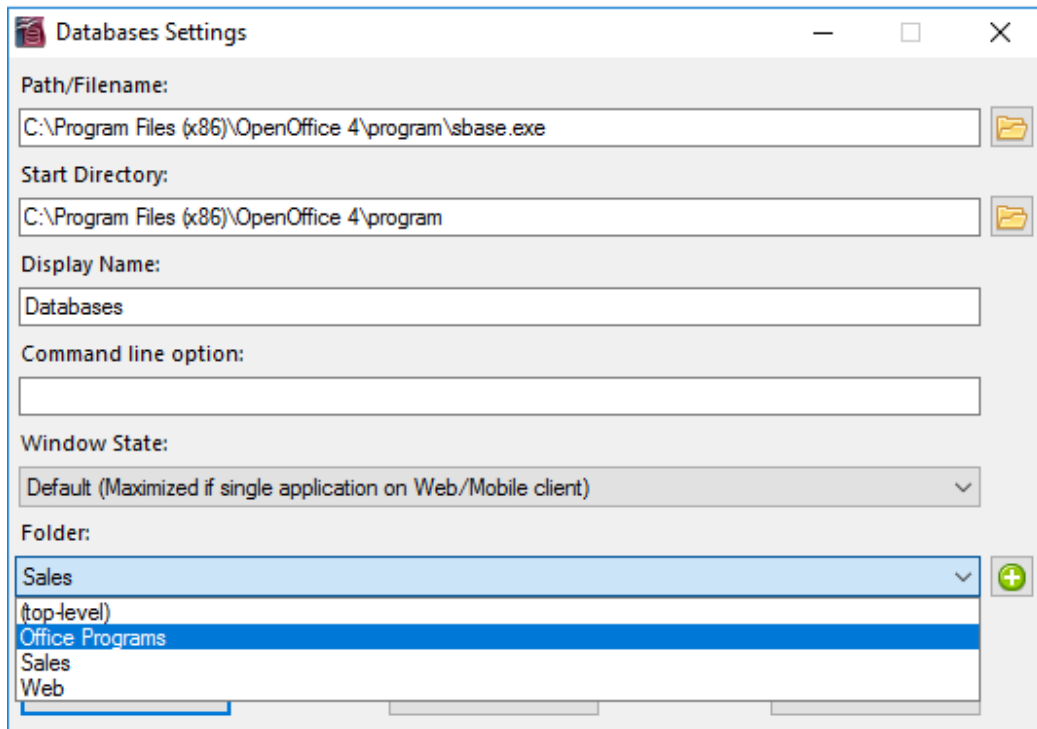 Databases Settings
Path/Filename:
C:\Program Files (x86)\OpenOffice 4\program\sbase.exe
Start Directory:
C:\Program Files (x86)\OpenOffice 4\program
Display Name:
Databases
Command line option:
Window State:
Default (Maximized if single application on Web/Mobile client)
Folder:
Sales
(top-level)
Office Programs
Sales
Web